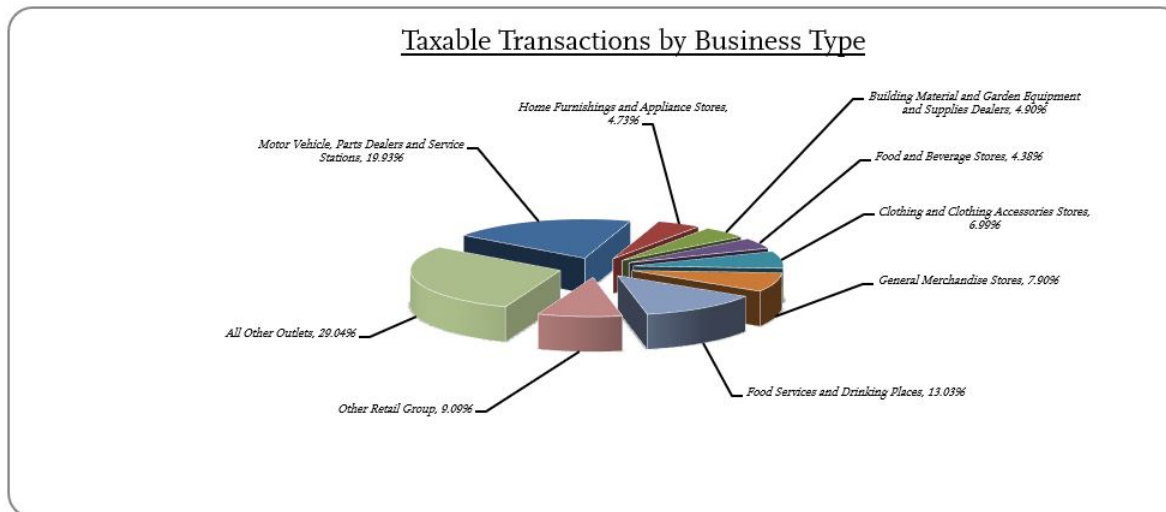 Taxable Transactions by Business Type
Home Furnishings and Appliance Stores,
4.73%
Building Material and Garden Equipment
and Supplies Dealers, 4.90%
Motor Vehicle, Parts Dealers and Service
Stations, 19.93%
Food and Beverage Stores, 4.38%
Clothing and Clothing Accessories Stores,
6.99%
General Merchandise Stores, 7.90%
All Other Outlets, 29.04%
Food Services and Drinking Places, 13.03%
Other Retail Group, 9.09%